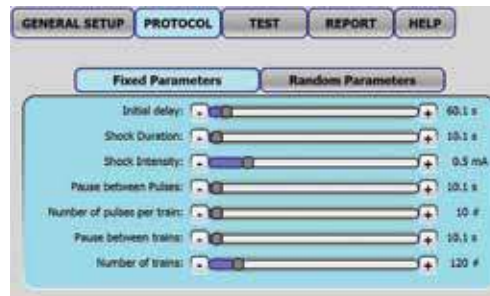 GENERAL SETUP PROTOCOL TEST REPORT HELP
Fixed Parameters Random Parameters
Initial delay: - + 60.1 s
Shock Duration: - + 10.1 s
Shock Intensity: - + 0.5 mA
Pause between Pulses: - + 10.1 s
Number of pulses per train: - + 10 #
Pause between trains: - + 10.1 s
Number of trains: - + 120 #